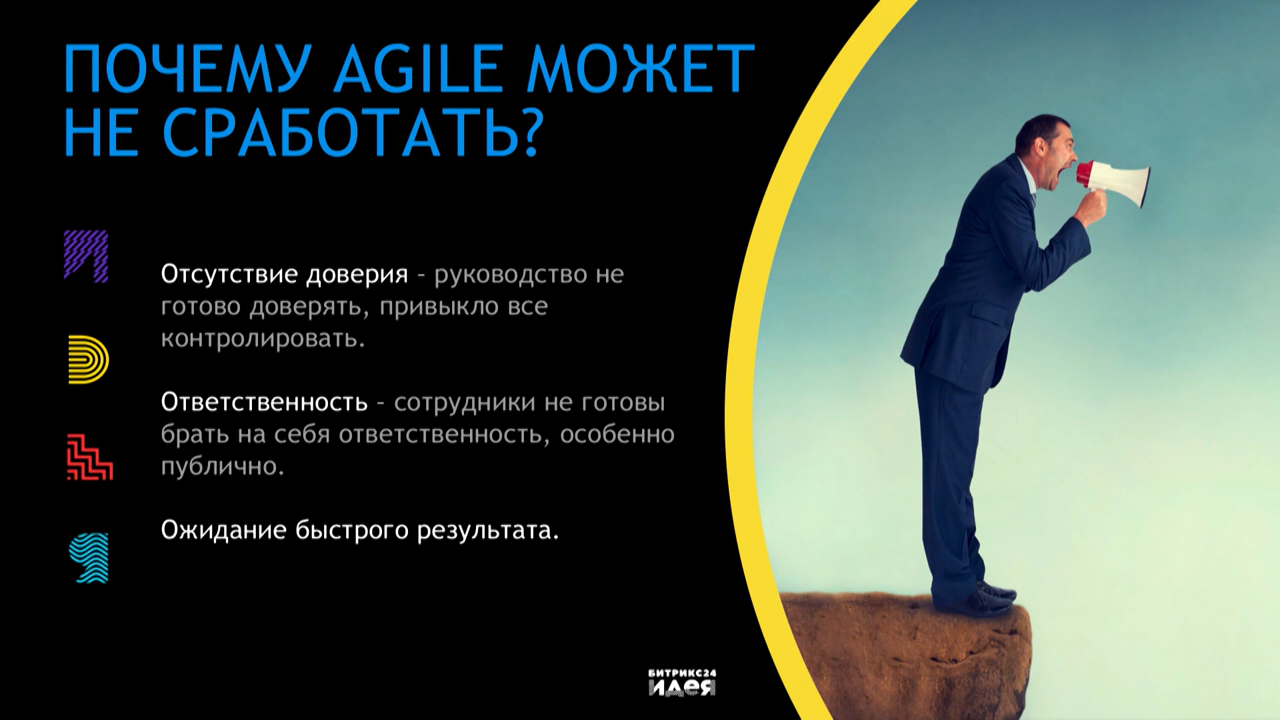 ПОЧЕМУ AGILE МОЖЕТ
НЕ СРАБОТАТЬ?
Отсутствие доверия – руководство не
готово доверять, привыкло все
контролировать.
Ответственность – сотрудники не готовы
брать на себя ответственность, особенно
публично.
Ожидание быстрого результата.
БИТРИКС24
идея